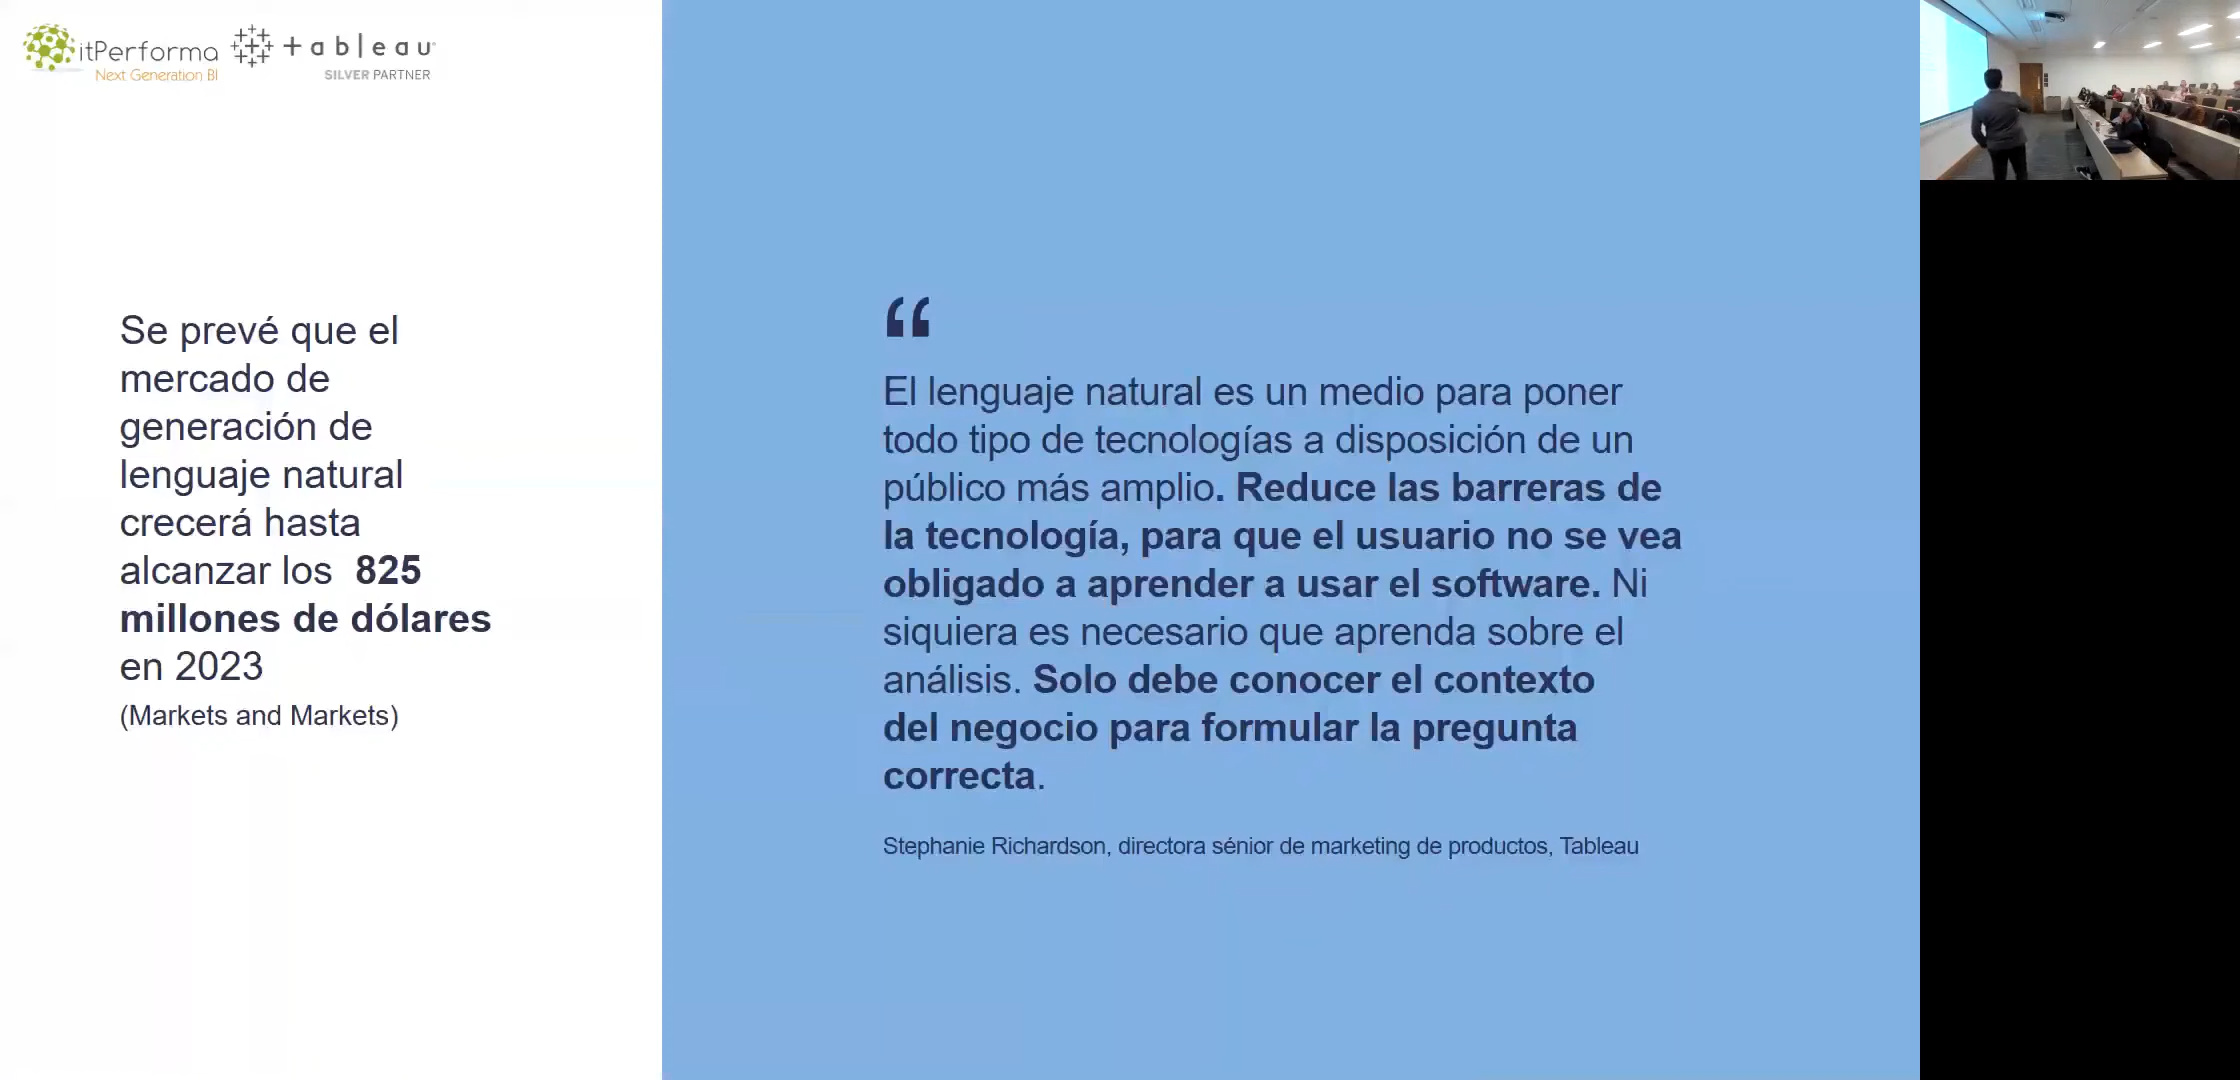 itPerforma
Next Generation BI
+ableau
SILVER PARTNER
Se prevé que el
mercado de
generación de
lenguaje natural
crecerá hasta
alcanzar los 825
millones de dólares
en 2023
(Markets and Markets)
“
El lenguaje natural es un medio para poner
todo tipo de tecnologías a disposición de un
público más amplio. Reduce las barreras de
la tecnología, para que el usuario no se vea
obligado a aprender a usar el software. Ni
siquiera es necesario que aprenda sobre el
análisis. Solo debe conocer el contexto
del negocio para formular la pregunta
correcta.
Stephanie Richardson, directora sénior de marketing de productos, Tableau